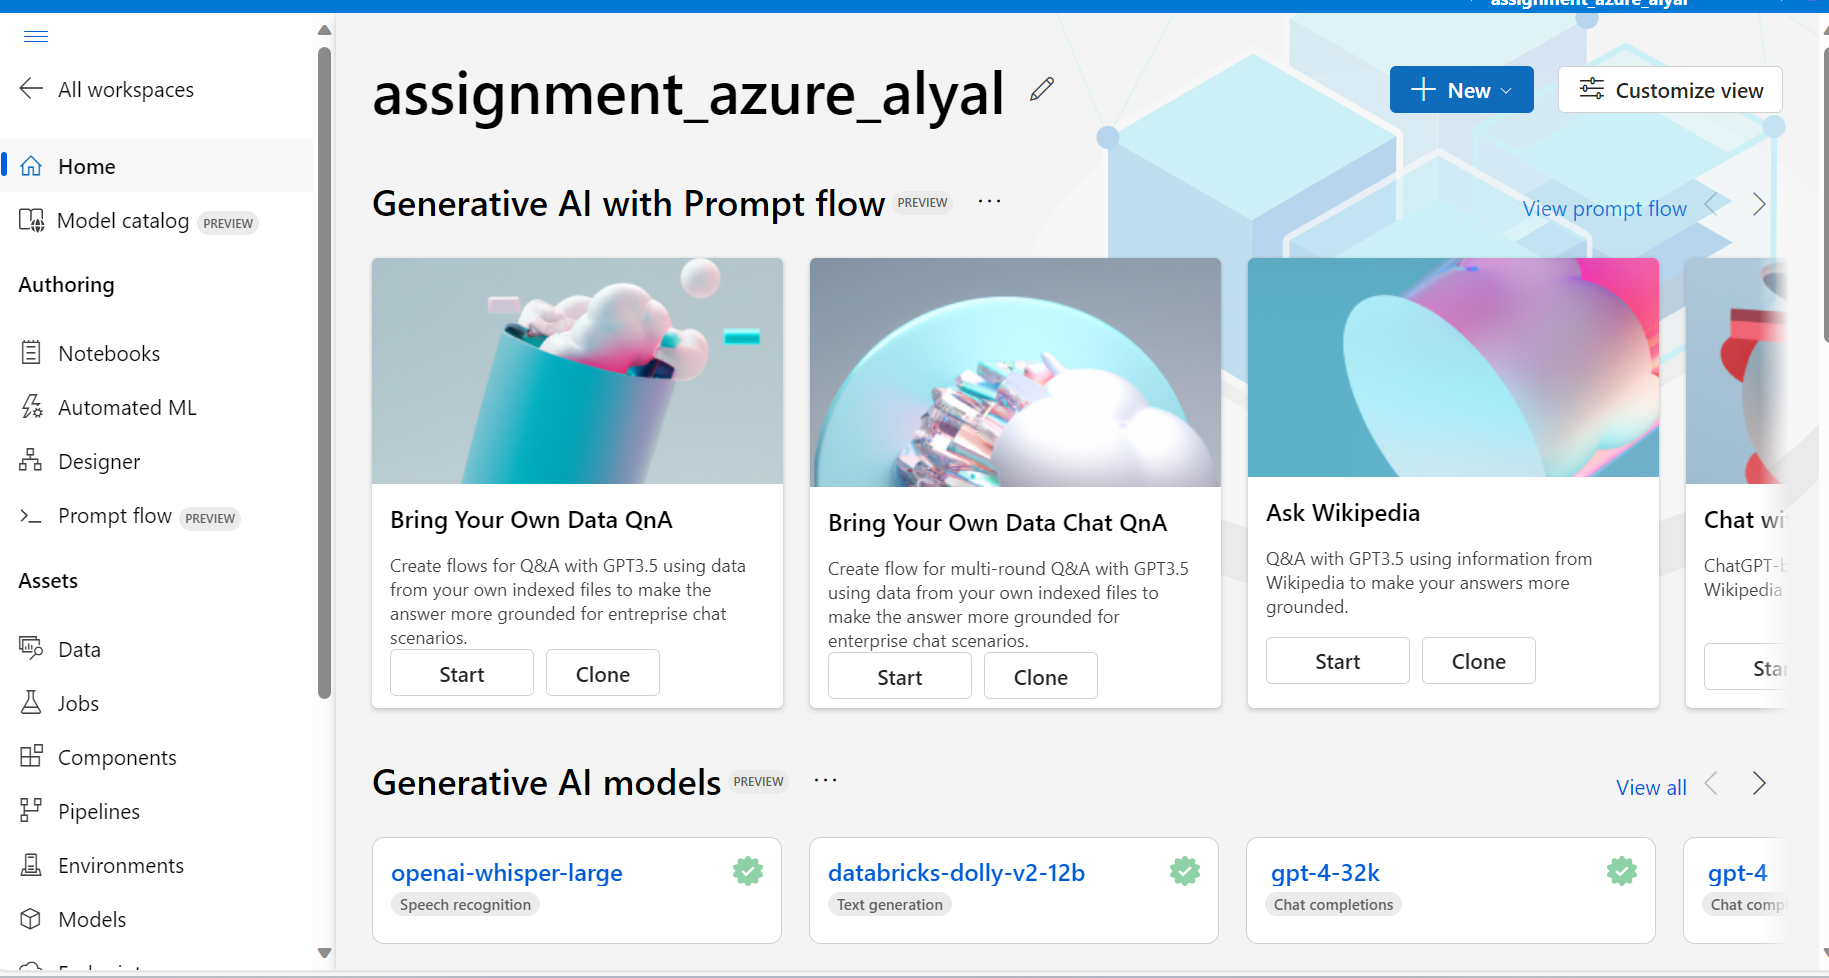 assignment_azure_alyal
All workspaces
Home
Model catalog PREVIEW
Authoring
Notebooks
Automated ML
Designer
Prompt flow PREVIEW
Assets
Data
Jobs
Components
Pipelines
Environments
Models
assignment_azure_alyal
New
Customize view
Generative AI with Prompt flow PREVIEW ...
View prompt flow
Bring Your Own Data QnA
Create flows for Q&A with GPT3.5 using data
from your own indexed files to make the
answer more grounded for entreprise chat
scenarios.
Start Clone
Bring Your Own Data Chat QnA
Create flow for multi-round Q&A with GPT3.5
using data from your own indexed files to
make the answer more grounded for
enterprise chat scenarios.
Start Clone
Ask Wikipedia
Q&A with GPT3.5 using information from
Wikipedia to make your answers more
grounded.
Start Clone
Chat wi
ChatGPT-b
Wikipedia
Star
Generative AI models PREVIEW ...
View all
openai-whisper-large
Speech recognition
databricks-dolly-v2-12b
Text generation
gpt-4-32k
Chat completions
gpt-4
Chat comp